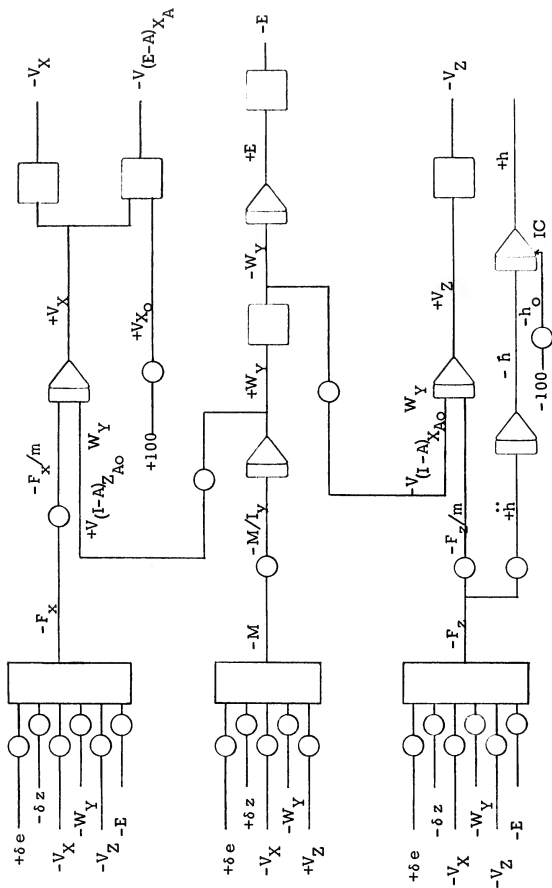 +δe
-δz
-V_X
-W_Y
-V_Z
-E
-F_x
-F_x/m
+V_(I-A)Z_Ao W_Y
+V_X
-V_X
+100
+V_Xo
-V_(E-A)X_A
+δe
+δz
-V_X
-W_Y
+V_Z
-M
-M/I_y
+W_Y
-W_Y
+E
-E
+δe
-δz
-V_X
-W_Y
-V_Z
-E
-F_z
-V_(I-A)X_Ao W_Y
-F_z/m
+V_Z
-V_Z
+ḧ
-ḣ
-100
-h_o
IC
+h